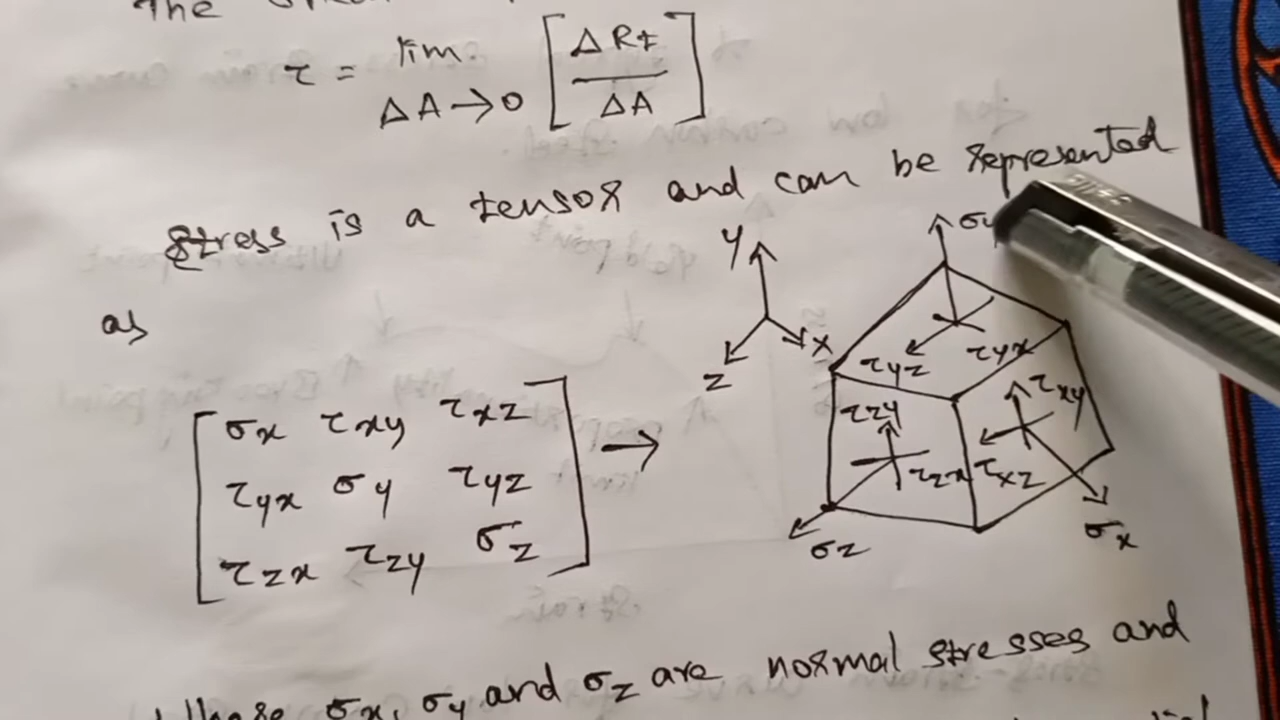 The
τ = lim. ΔA→0 [ΔRt / ΔA]
Stress is a tensor and can be represented
as
[σx τxy τxz
τyx σy τyz
τzx τzy σz] →
y
x
z
σy
τyz τyx
τzy τxy
τzx τxz
σz σx
σx, σy and σz are normal stresses and